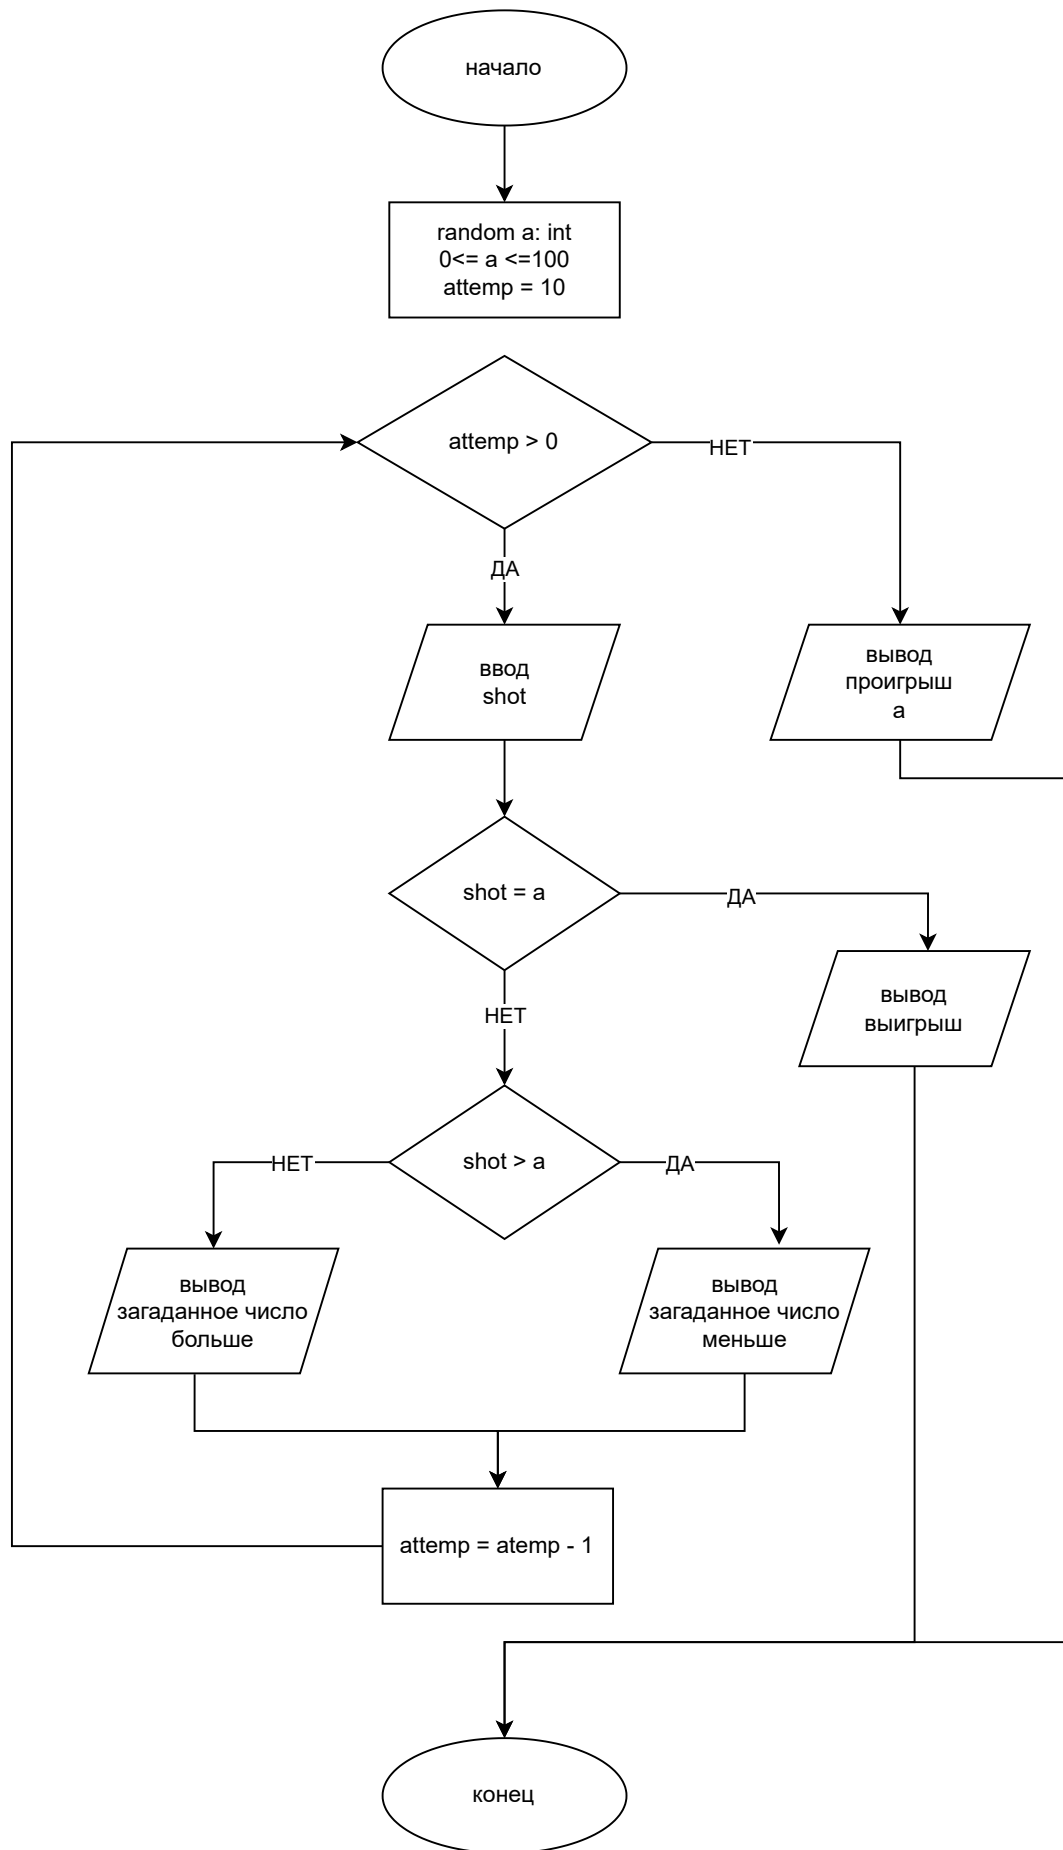 начало
random a: int
0<= a <=100
attemp = 10
attemp > 0
НЕТ
ДА
ввод
shot
вывод
проигрыш
a
shot = a
ДА
вывод
выигрыш
НЕТ
shot > a
НЕТ
ДА
вывод
загаданное число
больше
вывод
загаданное число
меньше
attemp = atemp - 1
конец